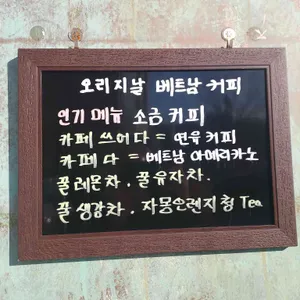 오리지날 베트남 커피
인기 메뉴 소금 커피
카페 쓰어다 = 연유 커피
카페 다 = 베트남 아메리카노
꿀레몬차. 꿀유자차.
꿀생강차. 자몽손렌지청 Tea